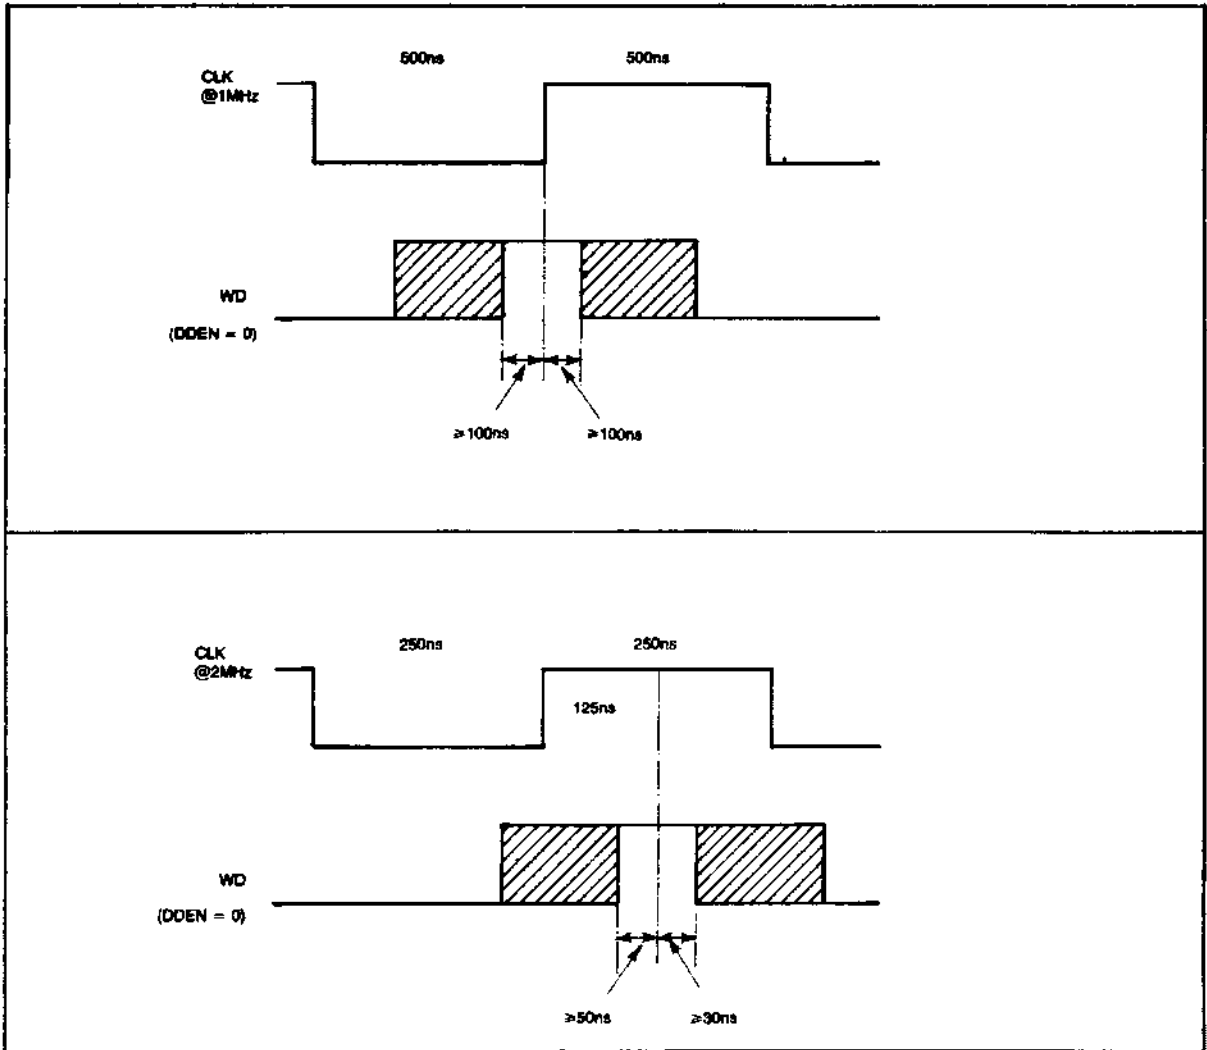 500ns 500ns
CLK
@1MHz
WD
(DDEN = 0)
≥100ns ≥100ns
250ns 250ns
CLK
@2MHz
125ns
WD
(DDEN = 0)
≥50ns ≥30ns